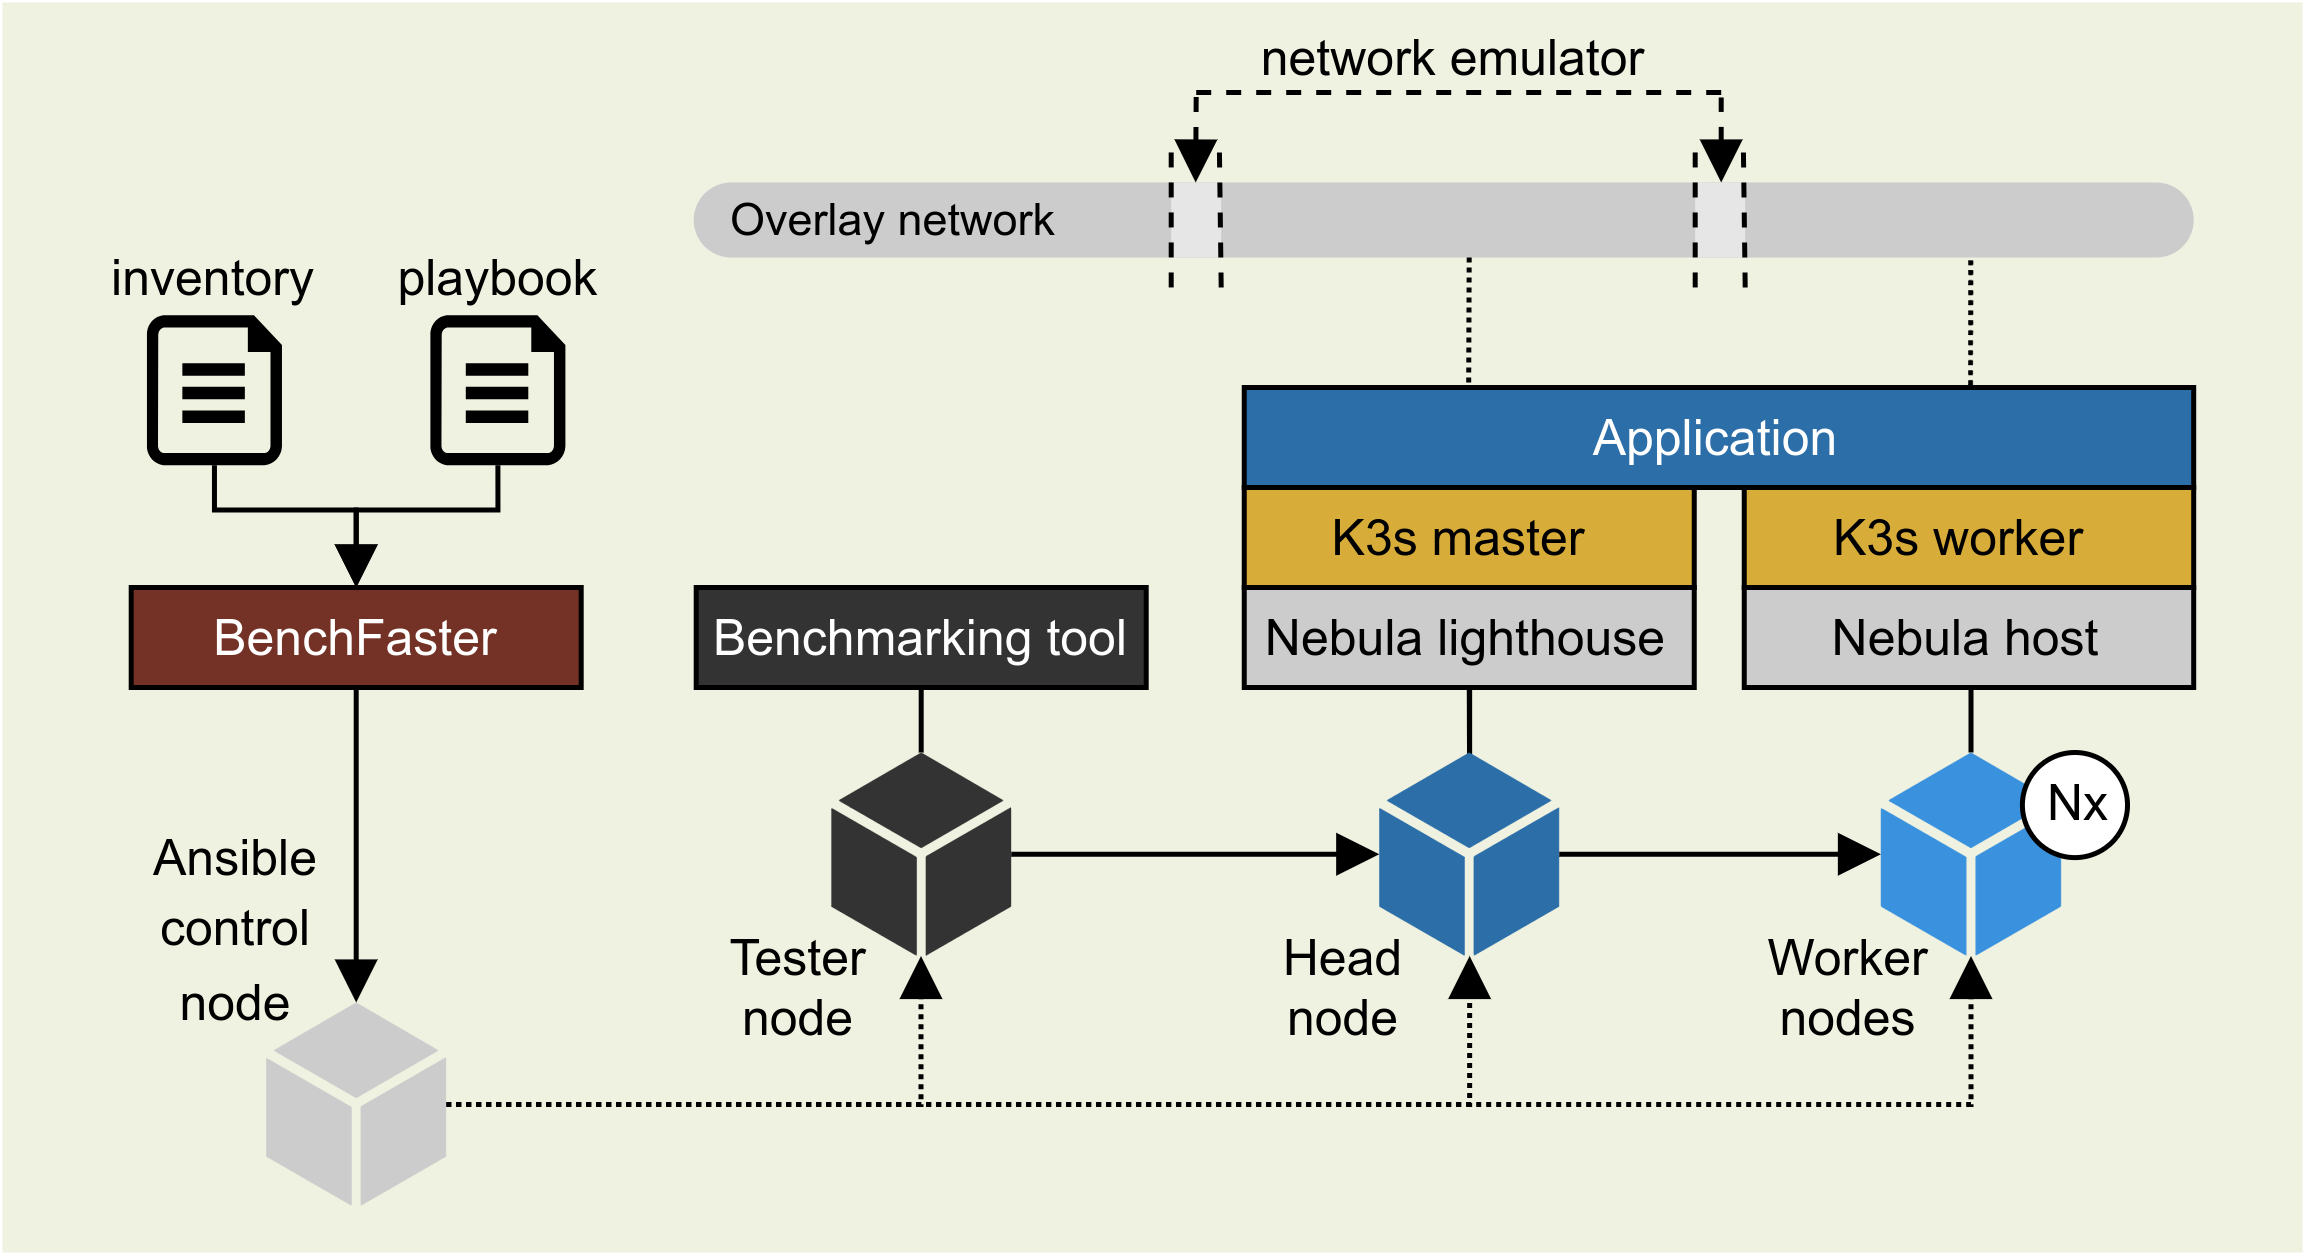 network emulator
Overlay network
inventory
playbook
Application
K3s master
K3s worker
BenchFaster
Benchmarking tool
Nebula lighthouse
Nebula host
Nx
Ansible
control
node
Tester
node
Head
node
Worker
nodes